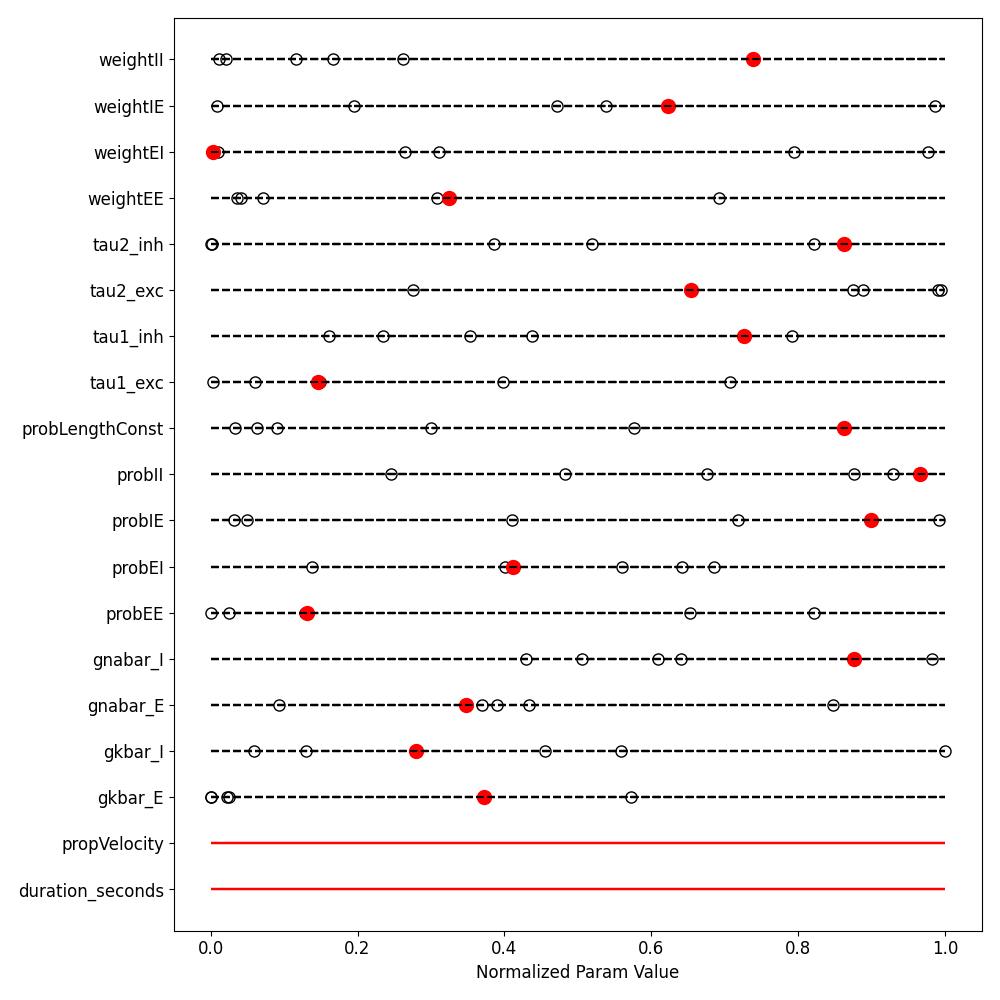 weightII
weightIE
weightEI
weightEE
tau2_inh
tau2_exc
tau1_inh
tau1_exc
probLengthConst
probII
probIE
probEI
probEE
gnabar_I
gnabar_E
gkbar_I
gkbar_E
propVelocity
duration_seconds
0.0 0.2 0.4 0.6 0.8 1.0
Normalized Param Value